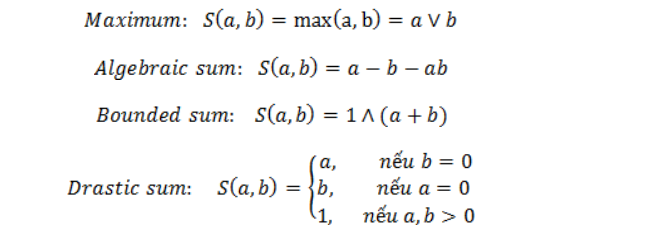 Maximum: S(a, b) = max(a, b) = a ∨ b
Algebraic sum: S(a, b) = a − b − ab
Bounded sum: S(a, b) = 1 ∧ (a + b)
Drastic sum: S(a, b) = { a, nếu b = 0
b, nếu a = 0
1, nếu a, b > 0